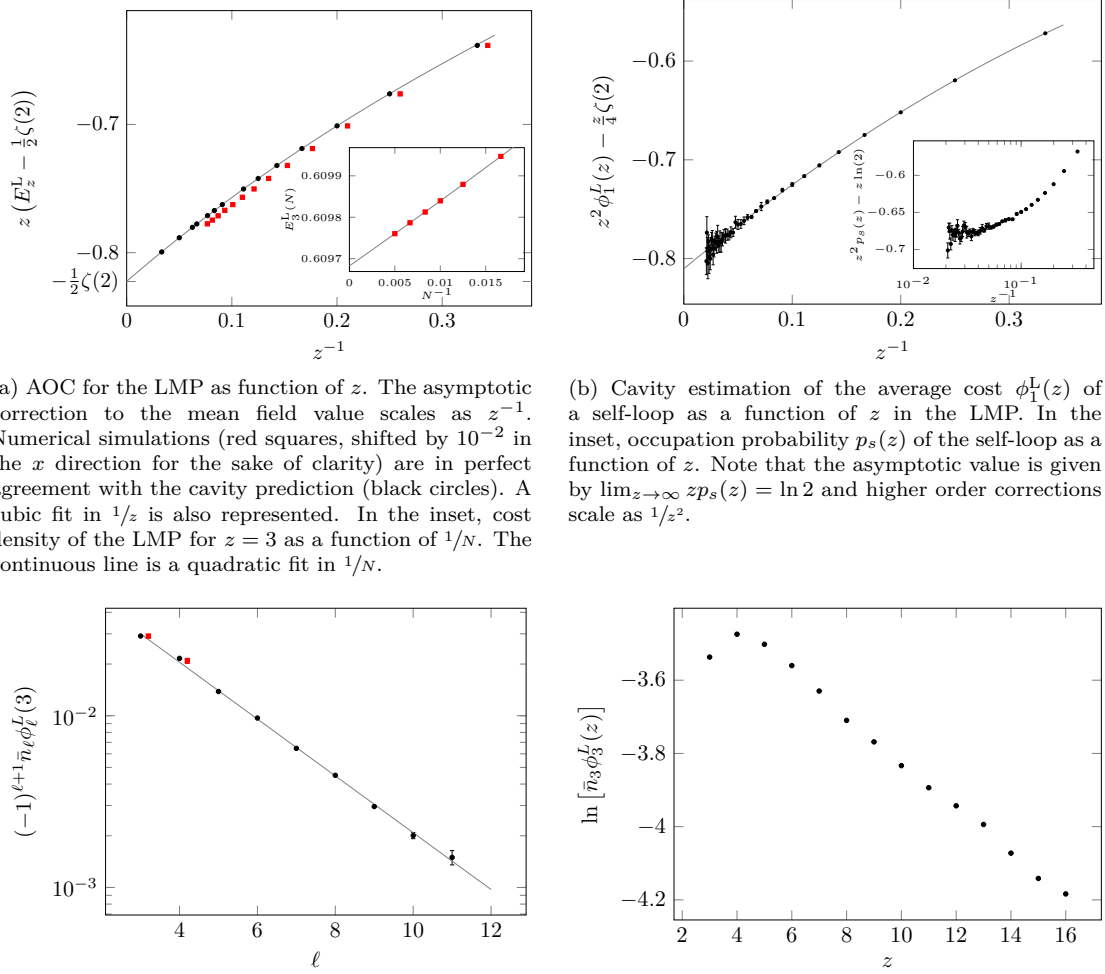 −0.7
−0.8
−½ζ(2)
0
0.1
0.2
0.3
z⁻¹
z (E_z^L − ½ζ(2))
0.6099
0.6099
0.6098
0.6098
0.6097
0
0.005
0.01
0.015
N⁻¹
E_3^L(N)
−0.6
−0.7
−0.8
0
0.1
0.2
0.3
z⁻¹
z²ϕ_1^L(z) − z/4 ζ(2)
−0.6
−0.65
−0.7
10⁻²
10⁻¹
z⁻¹
z² p_s(z) − z ln(2)
a) AOC for the LMP as function of z. The asymptotic
orrection to the mean field value scales as z⁻¹.
Numerical simulations (red squares, shifted by 10⁻² in
he x direction for the sake of clarity) are in perfect
agreement with the cavity prediction (black circles). A
ubic fit in 1/z is also represented. In the inset, cost
density of the LMP for z = 3 as a function of 1/N. The
ontinuous line is a quadratic fit in 1/N.
(b) Cavity estimation of the average cost ϕ_1^L(z) of
a self-loop as a function of z in the LMP. In the
inset, occupation probability p_s(z) of the self-loop as a
function of z. Note that the asymptotic value is given
by lim_{z→∞} zp_s(z) = ln 2 and higher order corrections
scale as 1/z².
10⁻²
10⁻³
4
6
8
10
12
ℓ
(−1)^{ℓ+1} n̄_ℓ ϕ_ℓ^L(3)
−3.6
−3.8
−4
−4.2
2
4
6
8
10
12
14
16
z
ln [n̄_3 ϕ_3^L(z)]